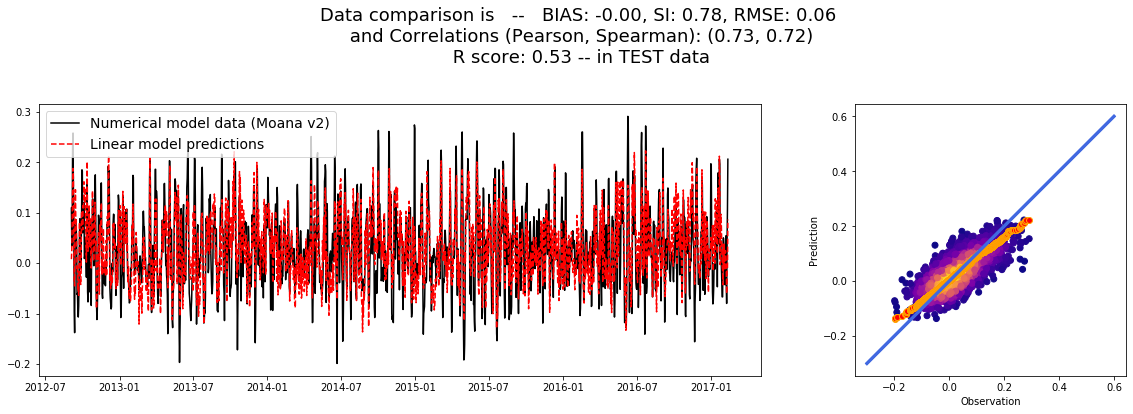 Data comparison is -- BIAS: -0.00, SI: 0.78, RMSE: 0.06
and Correlations (Pearson, Spearman): (0.73, 0.72)
R score: 0.53 -- in TEST data
Numerical model data (Moana v2)
Linear model predictions
0.3
0.2
0.1
0.0
−0.1
−0.2
2012-07 2013-01 2013-07 2014-01 2014-07 2015-01 2015-07 2016-01 2016-07 2017-01
Prediction
0.6
0.4
0.2
0.0
−0.2
−0.2 0.0 0.2 0.4 0.6
Observation